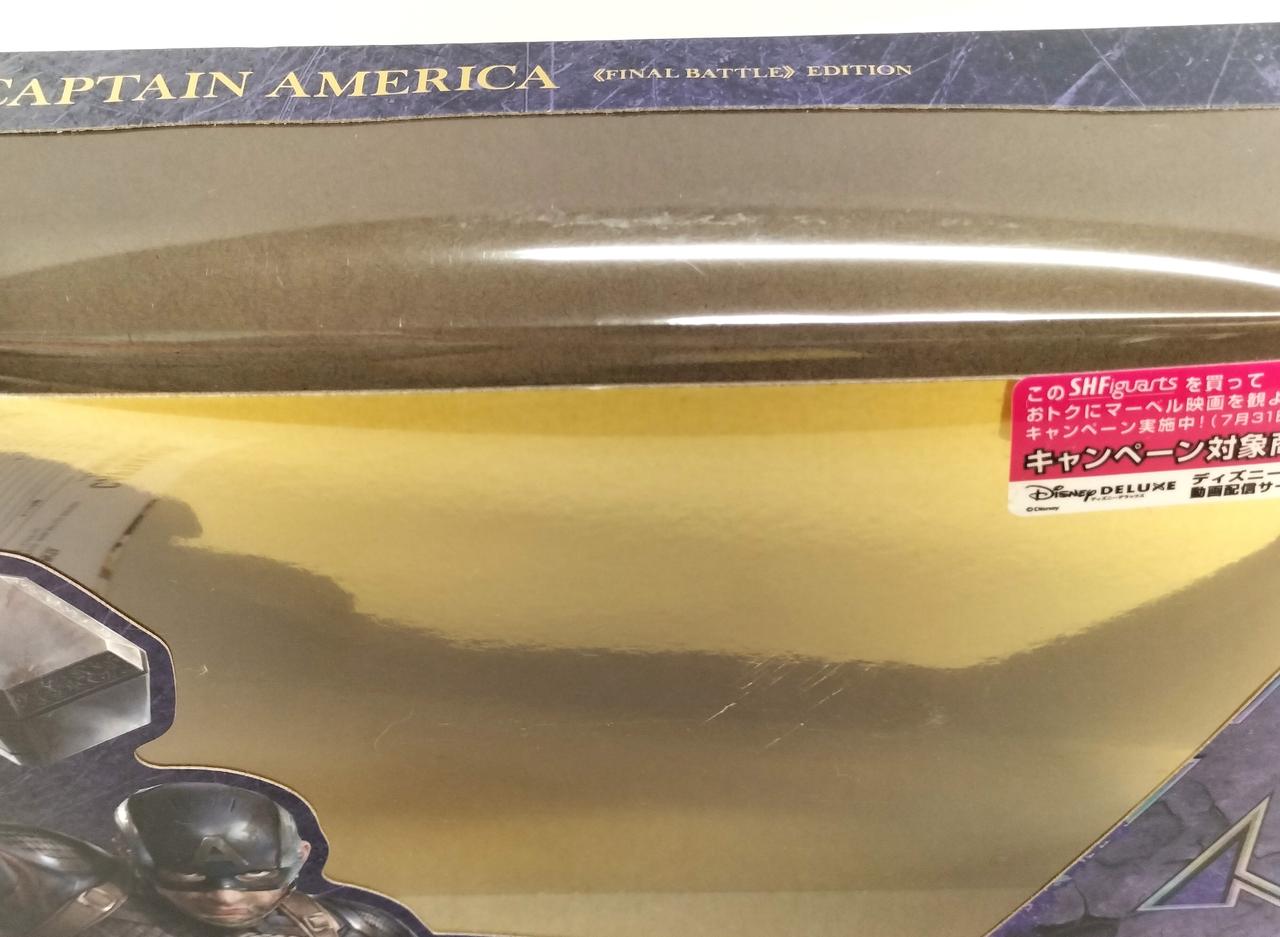 CAPTAIN AMERICA 《FINAL BATTLE》 EDITION
このSHFiguartsを買って
おトクにマーベル映画を観よ
キャンペーン実施中!(7月31
キャンペーン対象商
Disney DELUXE
ディズニーデラックス
ディズニー
動画配信サー
©Disney
A